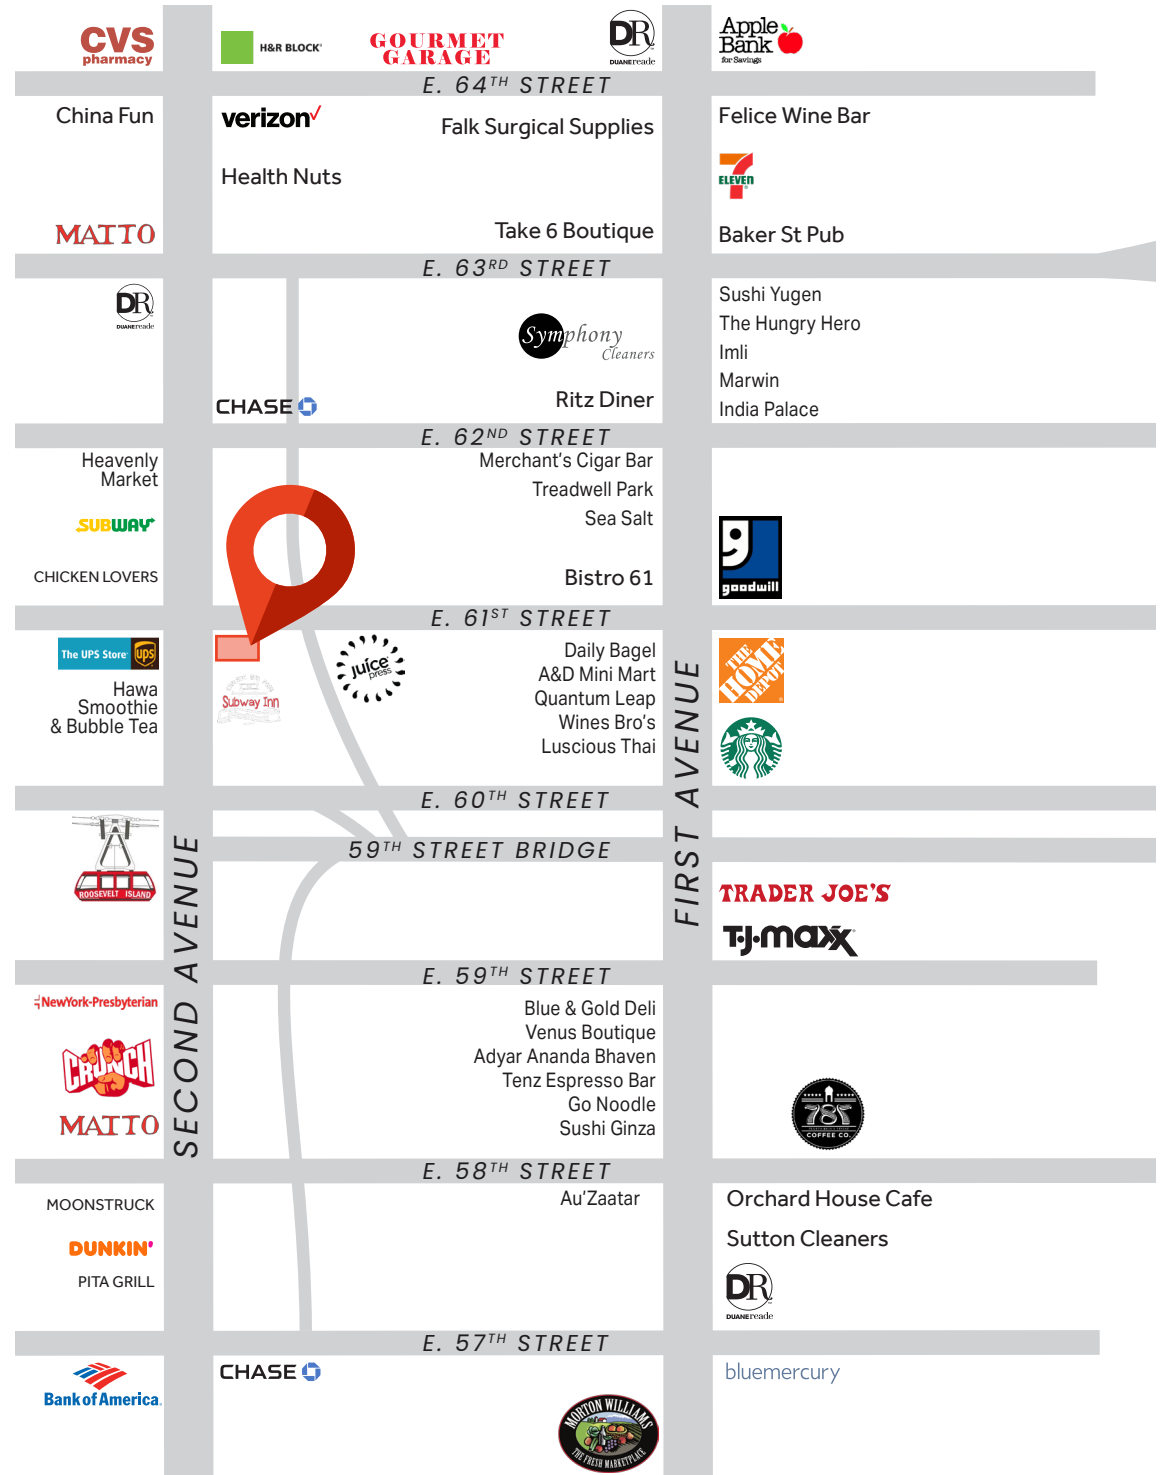 CVS
pharmacy
H&R BLOCK®
GOURMET
GARAGE
DR
DUANEreade
Apple
Bank
for Savings
E. 64TH STREET
China Fun
verizon✓
Falk Surgical Supplies
Felice Wine Bar
Health Nuts
7
ELEVEN
MATTO
Take 6 Boutique
Baker St Pub
E. 63RD STREET
DR
DUANEreade
Symphony
Cleaners
Sushi Yugen
The Hungry Hero
Imli
Marwin
India Palace
CHASE
Ritz Diner
E. 62ND STREET
Heavenly
Market
SUBWAY
CHICKEN LOVERS
Merchant's Cigar Bar
Treadwell Park
Sea Salt
Bistro 61
goodwill
E. 61ST STREET
The UPS Store
ups
Hawa
Smoothie
& Bubble Tea
Subway Inn
juice
press
Daily Bagel
A&D Mini Mart
Quantum Leap
Wines Bro's
Luscious Thai
THE
HOME
DEPOT
FIRST AVENUE
E. 60TH STREET
ROOSEVELT ISLAND
SECOND AVENUE
59TH STREET BRIDGE
TRADER JOE'S
T·J·maxx
E. 59TH STREET
NewYork-Presbyterian
CRUNCH
MATTO
Blue & Gold Deli
Venus Boutique
Adyar Ananda Bhaven
Tenz Espresso Bar
Go Noodle
Sushi Ginza
787
COFFEE CO.
E. 58TH STREET
MOONSTRUCK
DUNKIN'
PITA GRILL
Au'Zaatar
Orchard House Cafe
Sutton Cleaners
DR
DUANEreade
E. 57TH STREET
Bank of America
CHASE
MORTON WILLIAMS
THE FRESH MARKETPLACE
bluemercury